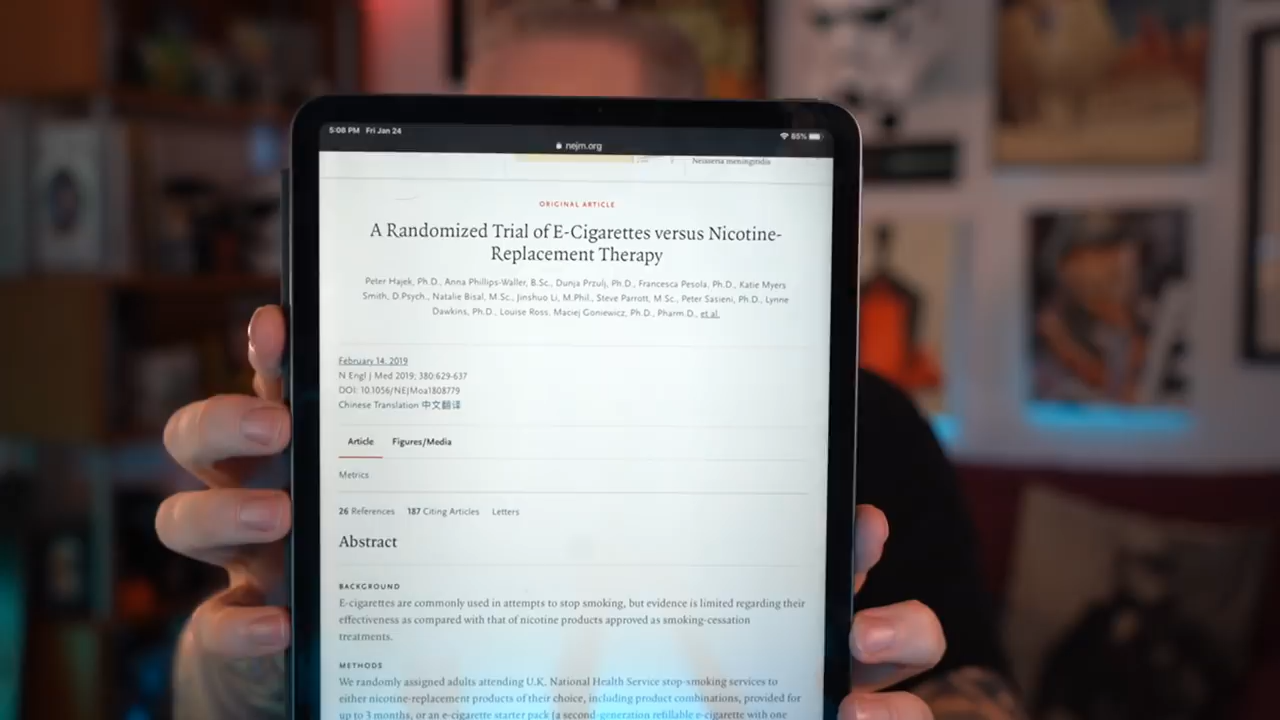 5:08 PM Fri Jan 24
85%
nejm.org
Neisseria meningitidis
ORIGINAL ARTICLE
A Randomized Trial of E-Cigarettes versus Nicotine-
Replacement Therapy
Peter Hajek, Ph.D., Anna Phillips-Waller, B.Sc., Dunja Przulj, Ph.D., Francesca Pesola, Ph.D., Katie Myers
Smith, D.Psych., Natalie Bisal, M.Sc., Jinshuo Li, M.Phil., Steve Parrott, M.Sc., Peter Sasieni, Ph.D., Lynne
Dawkins, Ph.D., Louise Ross, Maciej Goniewicz, Ph.D., Pharm.D., et al.
February 14, 2019
N Engl J Med 2019; 380:629-637
DOI: 10.1056/NEJMoa1808779
Chinese Translation 中文翻译
Article Figures/Media
Metrics
26 References 187 Citing Articles Letters
Abstract
BACKGROUND
E-cigarettes are commonly used in attempts to stop smoking, but evidence is limited regarding their
effectiveness as compared with that of nicotine products approved as smoking-cessation
treatments.
METHODS
We randomly assigned adults attending U.K. National Health Service stop-smoking services to
either nicotine-replacement products of their choice, including product combinations, provided for
up to 3 months, or an e-cigarette starter pack (a second-generation refillable e-cigarette with one